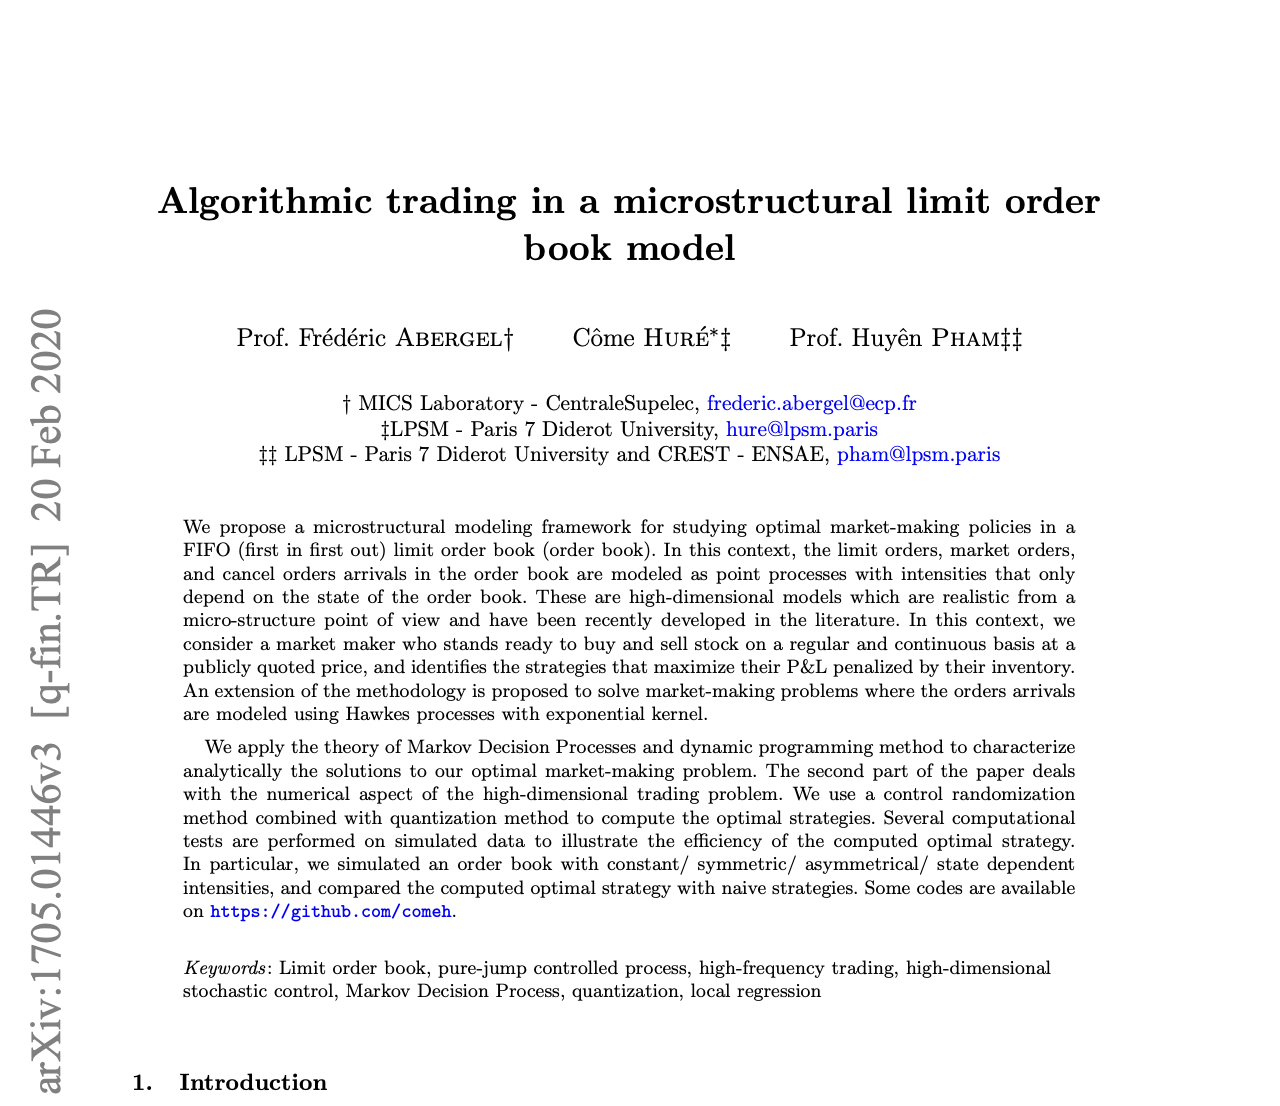 Algorithmic trading in a microstructural limit order
book model
Prof. Frédéric ABERGEL† Côme HURÉ*‡ Prof. Huyên PHAM‡‡
† MICS Laboratory - CentraleSupelec, frederic.abergel@ecp.fr
‡LPSM - Paris 7 Diderot University, hure@lpsm.paris
‡‡ LPSM - Paris 7 Diderot University and CREST - ENSAE, pham@lpsm.paris
We propose a microstructural modeling framework for studying optimal market-making policies in a
FIFO (first in first out) limit order book (order book). In this context, the limit orders, market orders,
and cancel orders arrivals in the order book are modeled as point processes with intensities that only
depend on the state of the order book. These are high-dimensional models which are realistic from a
micro-structure point of view and have been recently developed in the literature. In this context, we
consider a market maker who stands ready to buy and sell stock on a regular and continuous basis at a
publicly quoted price, and identifies the strategies that maximize their P&L penalized by their inventory.
An extension of the methodology is proposed to solve market-making problems where the orders arrivals
are modeled using Hawkes processes with exponential kernel.
We apply the theory of Markov Decision Processes and dynamic programming method to characterize
analytically the solutions to our optimal market-making problem. The second part of the paper deals
with the numerical aspect of the high-dimensional trading problem. We use a control randomization
method combined with quantization method to compute the optimal strategies. Several computational
tests are performed on simulated data to illustrate the efficiency of the computed optimal strategy.
In particular, we simulated an order book with constant/ symmetric/ asymmetrical/ state dependent
intensities, and compared the computed optimal strategy with naive strategies. Some codes are available
on https://github.com/comeh.
Keywords: Limit order book, pure-jump controlled process, high-frequency trading, high-dimensional
stochastic control, Markov Decision Process, quantization, local regression
1. Introduction
arXiv:1705.01446v3 [q-fin.TR] 20 Feb 2020